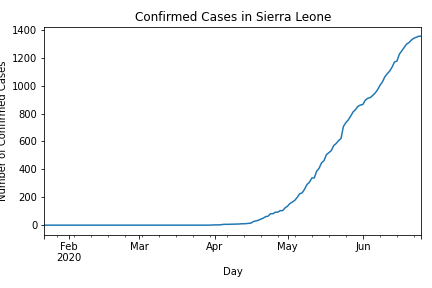 Confirmed Cases in Sierra Leone
Number of Confirmed Cases
1400
1200
1000
800
600
400
200
0
Feb Mar Apr May Jun
2020
Day